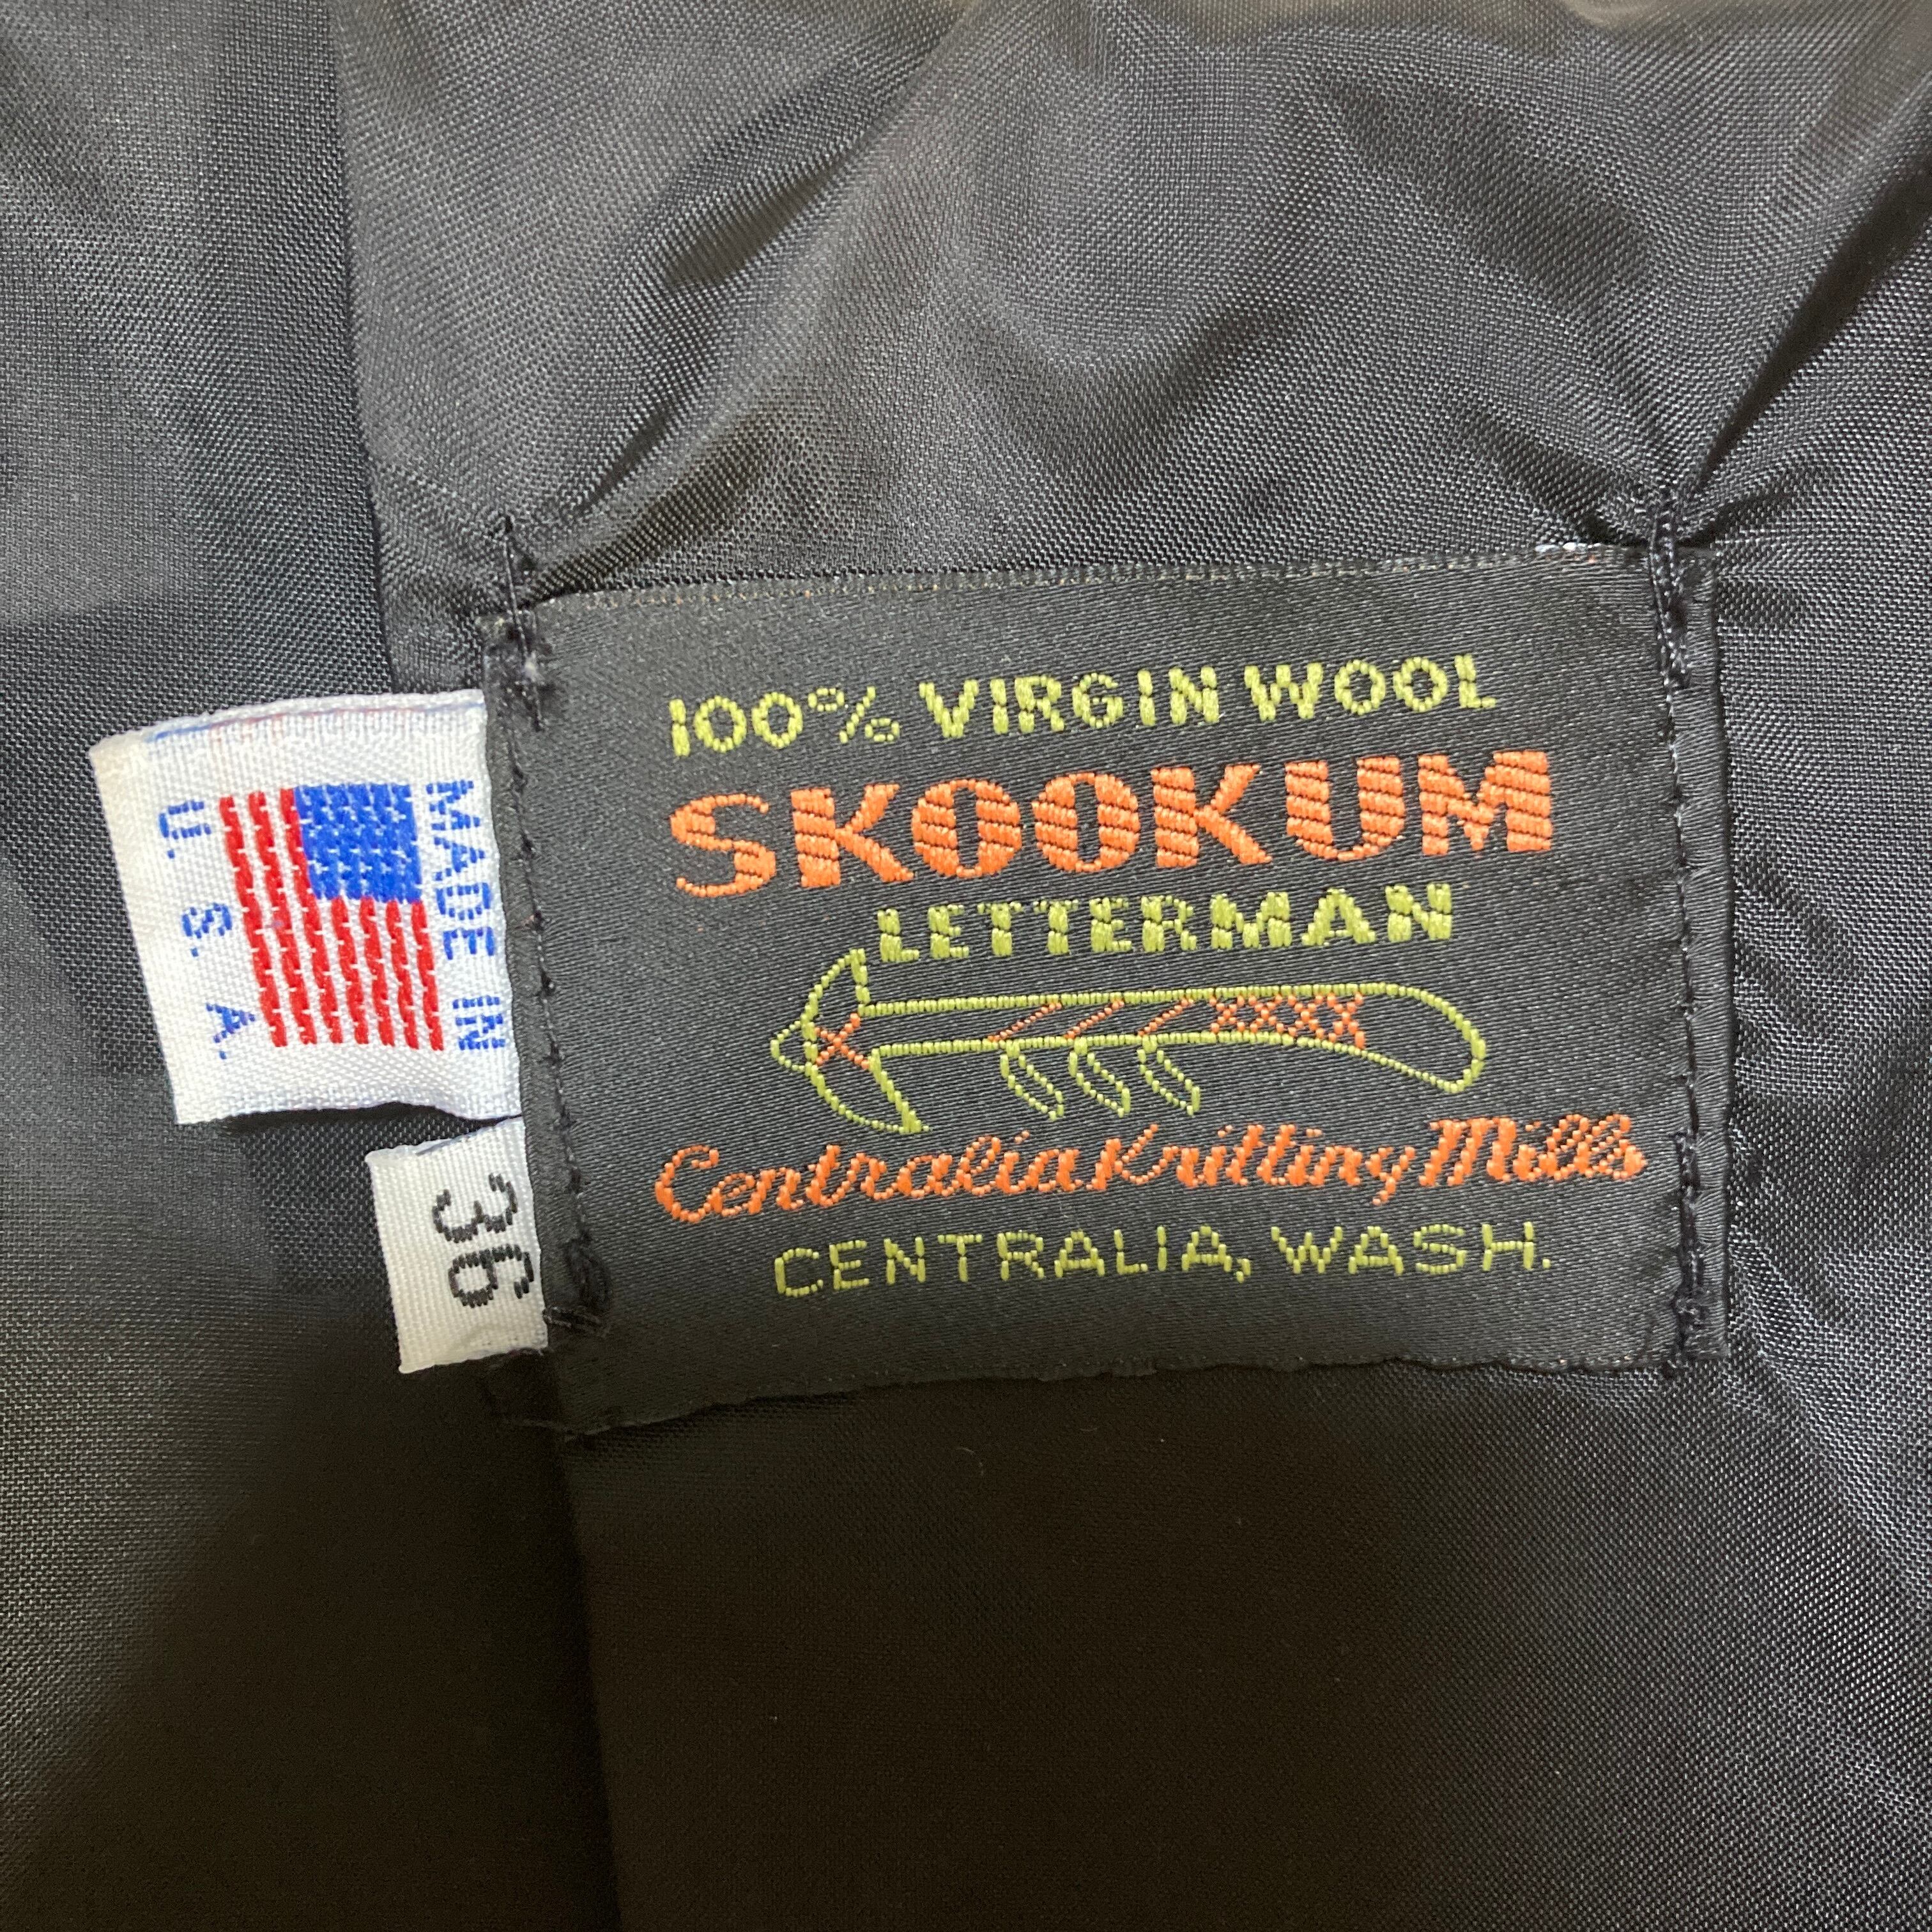 100% VIRGIN WOOL
SKOOKUM
LETTERMAN
Centralia Knitting Mills
CENTRALIA, WASH.
MADE IN
U. S. A.
36